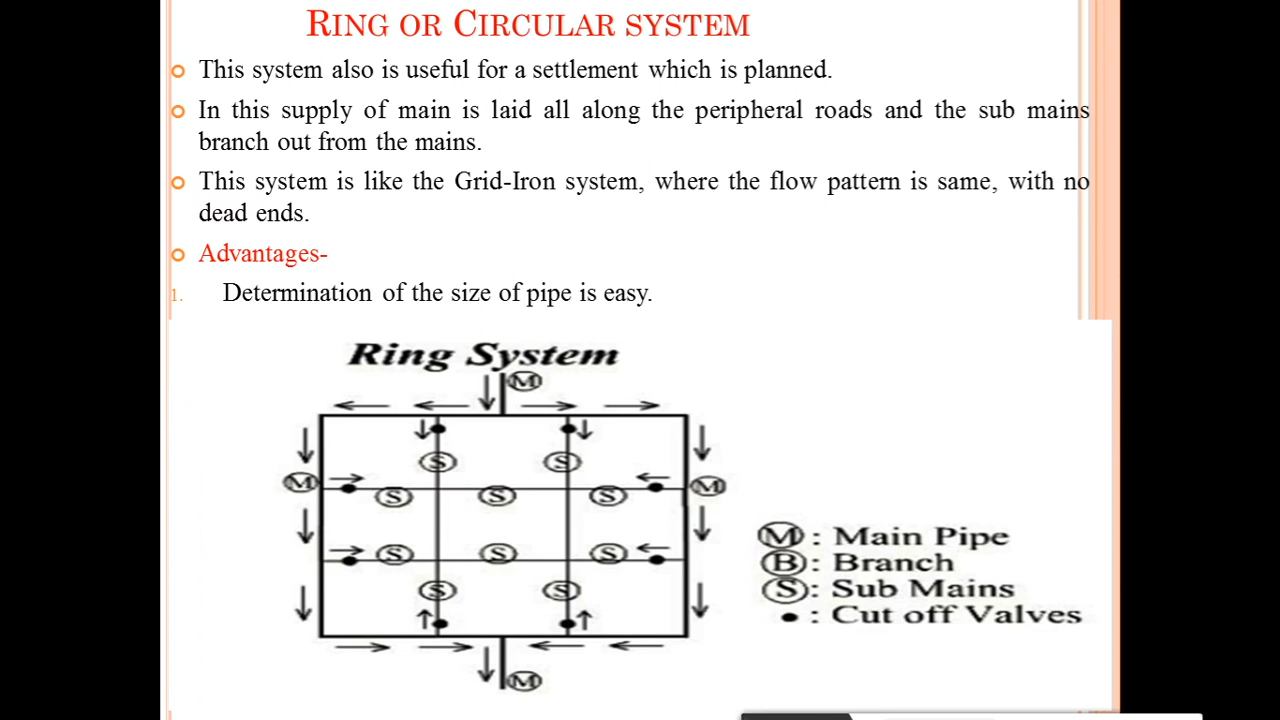 RING OR CIRCULAR SYSTEM
This system also is useful for a settlement which is planned.
In this supply of main is laid all along the peripheral roads and the sub mains
branch out from the mains.
This system is like the Grid-Iron system, where the flow pattern is same, with no
dead ends.
Advantages-
1. Determination of the size of pipe is easy.
Ring System
M
S S
M S S S M
S S S
S S
M
M : Main Pipe
B : Branch
S : Sub Mains
• : Cut off Valves